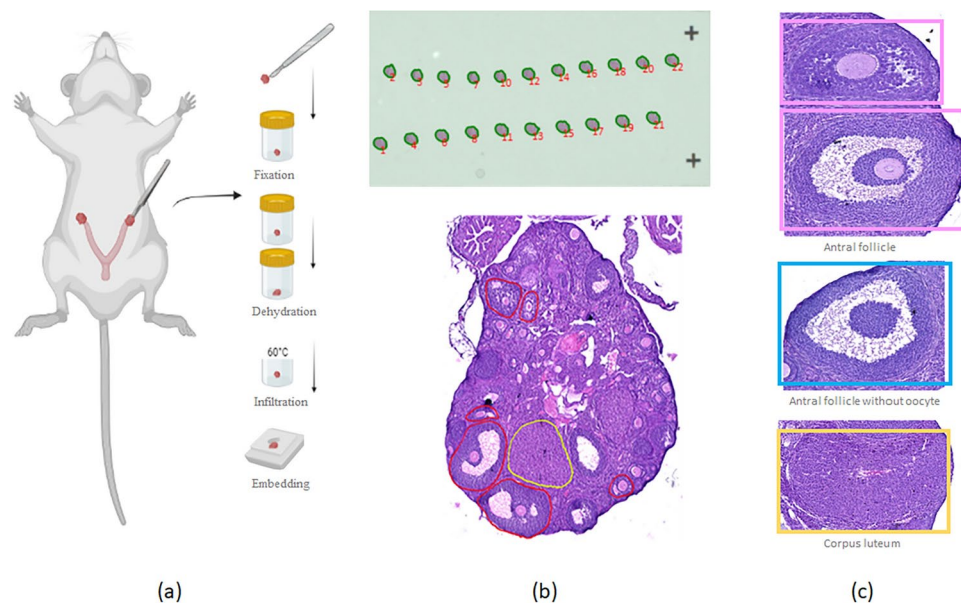 2 3 5 7 10 12 14 16 18 20
1 4 6 8 11 13 15 17 19 21
Fixation
Dehydration
60°C
Infiltration
Embedding
Antral follicle
Antral follicle without oocyte
Corpus luteum
(a)
(b)
(c)